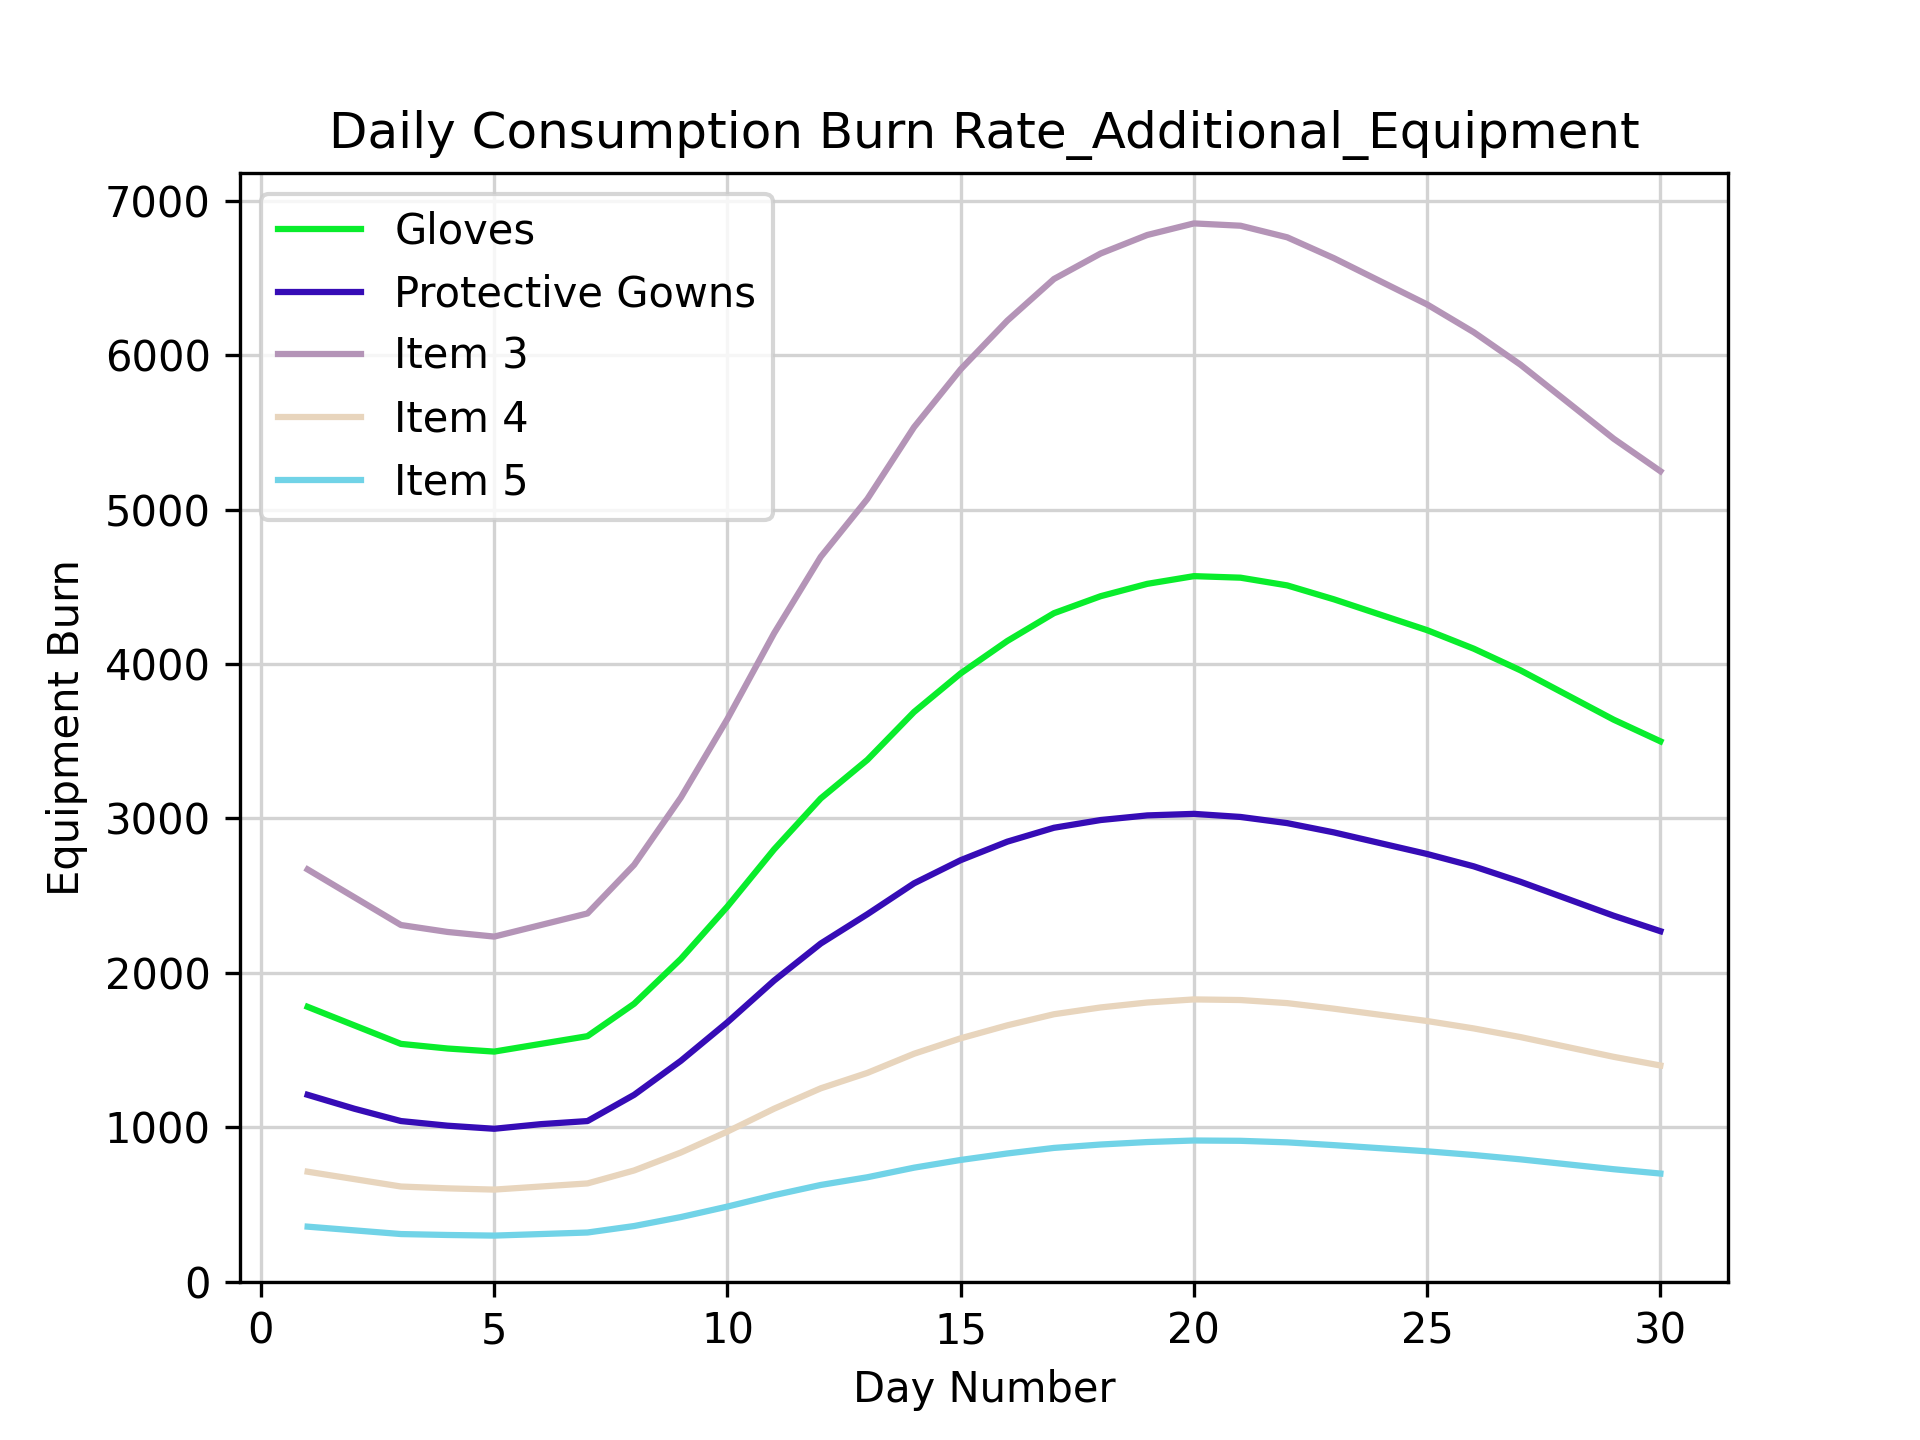 Daily Consumption Burn Rate_Additional_Equipment
7000
6000
5000
4000
3000
2000
1000
0
Equipment Burn
Gloves
Protective Gowns
Item 3
Item 4
Item 5
0 5 10 15 20 25 30
Day Number